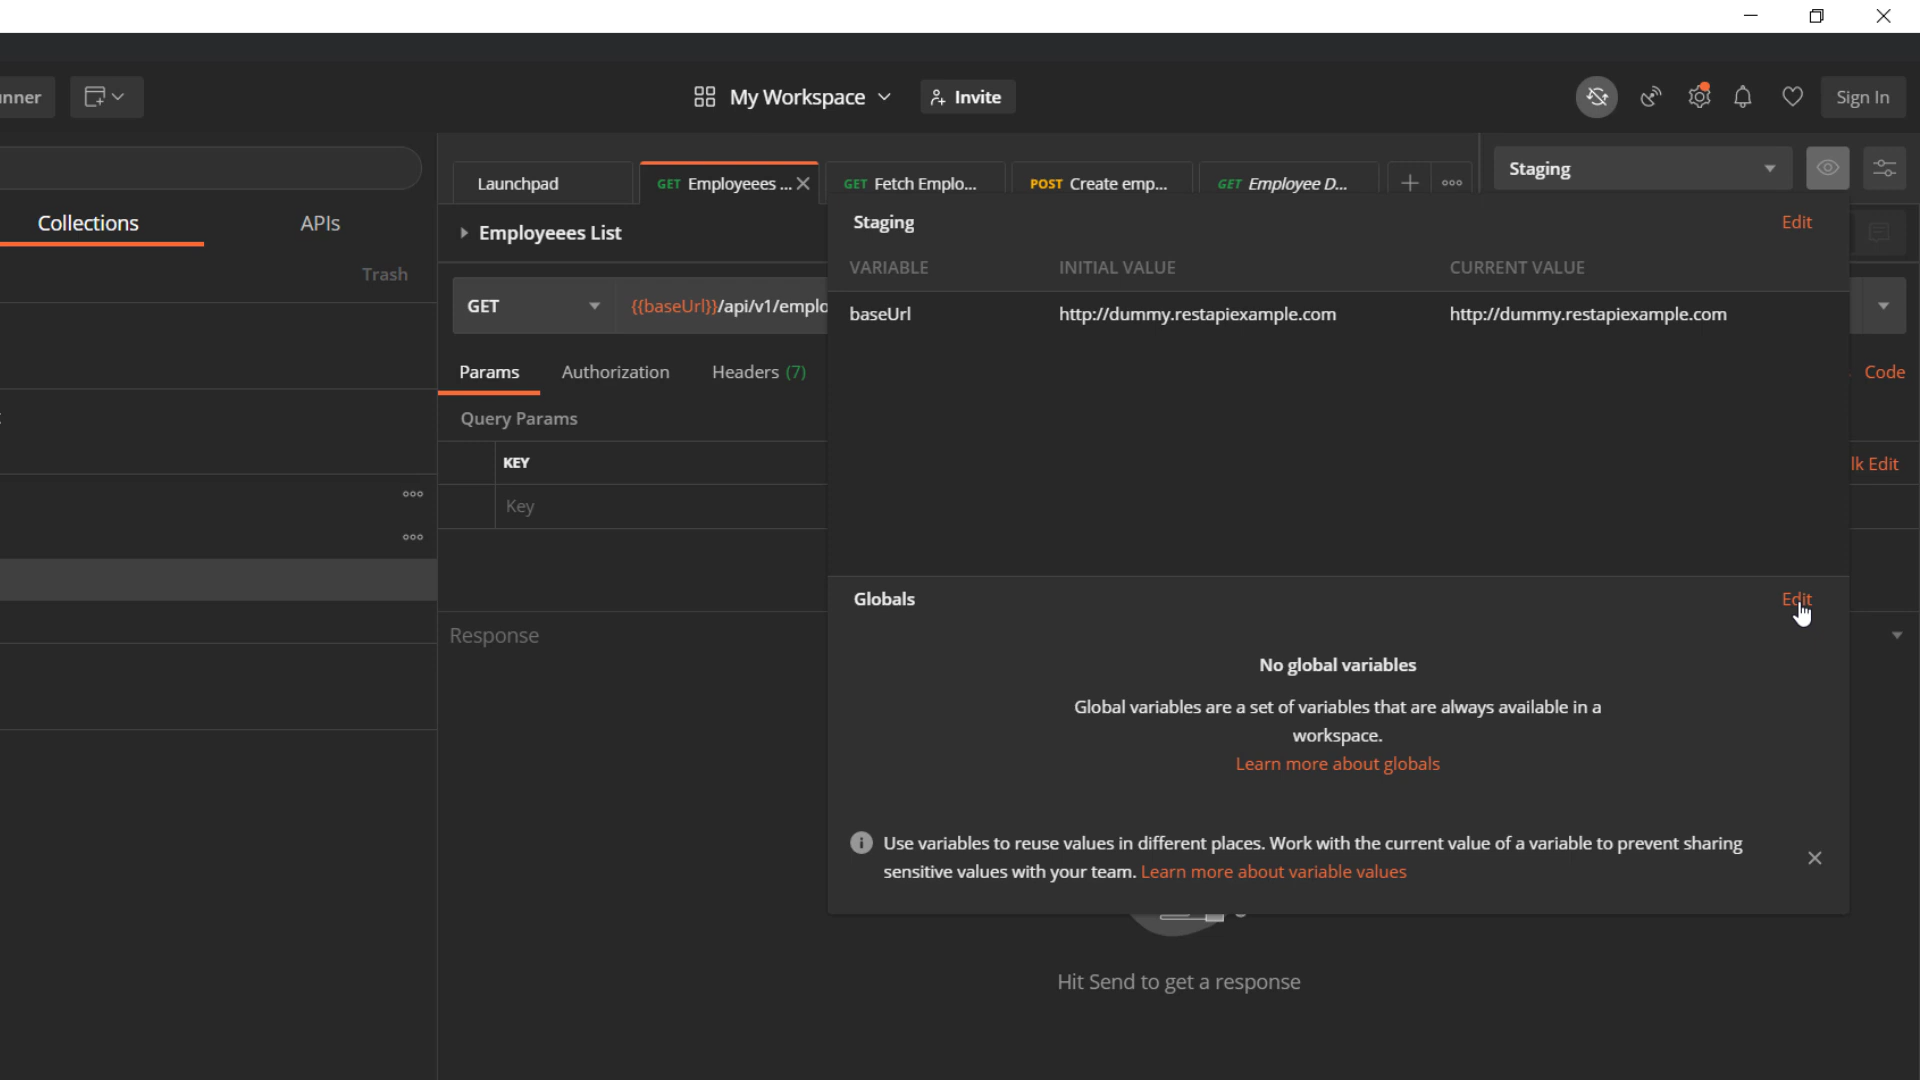 nner
My Workspace
Invite
Sign In
Launchpad
GET Employeees ...
GET Fetch Emplo...
POST Create emp...
GET Employee D...
Staging
Collections
APIs
Trash
Employeees List
GET
{{baseUrl}}/api/v1/emplo
Params
Authorization
Headers (7)
Query Params
KEY
Key
Response
Staging
Edit
VARIABLE
INITIAL VALUE
CURRENT VALUE
baseUrl
http://dummy.restapiexample.com
http://dummy.restapiexample.com
Code
lk Edit
Globals
Edit
No global variables
Global variables are a set of variables that are always available in a
workspace.
Learn more about globals
Use variables to reuse values in different places. Work with the current value of a variable to prevent sharing
sensitive values with your team. Learn more about variable values
Hit Send to get a response